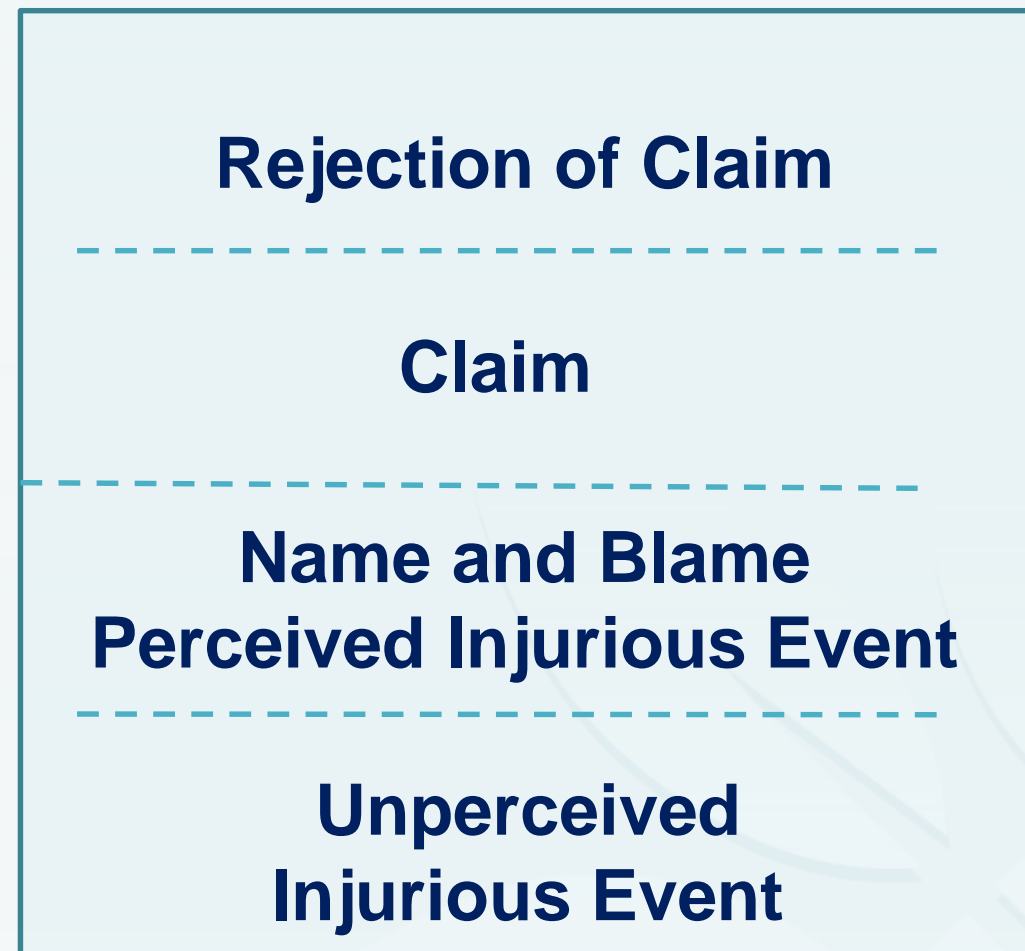 Rejection of Claim
Claim
Name and Blame
Perceived Injurious Event
Unperceived
Injurious Event